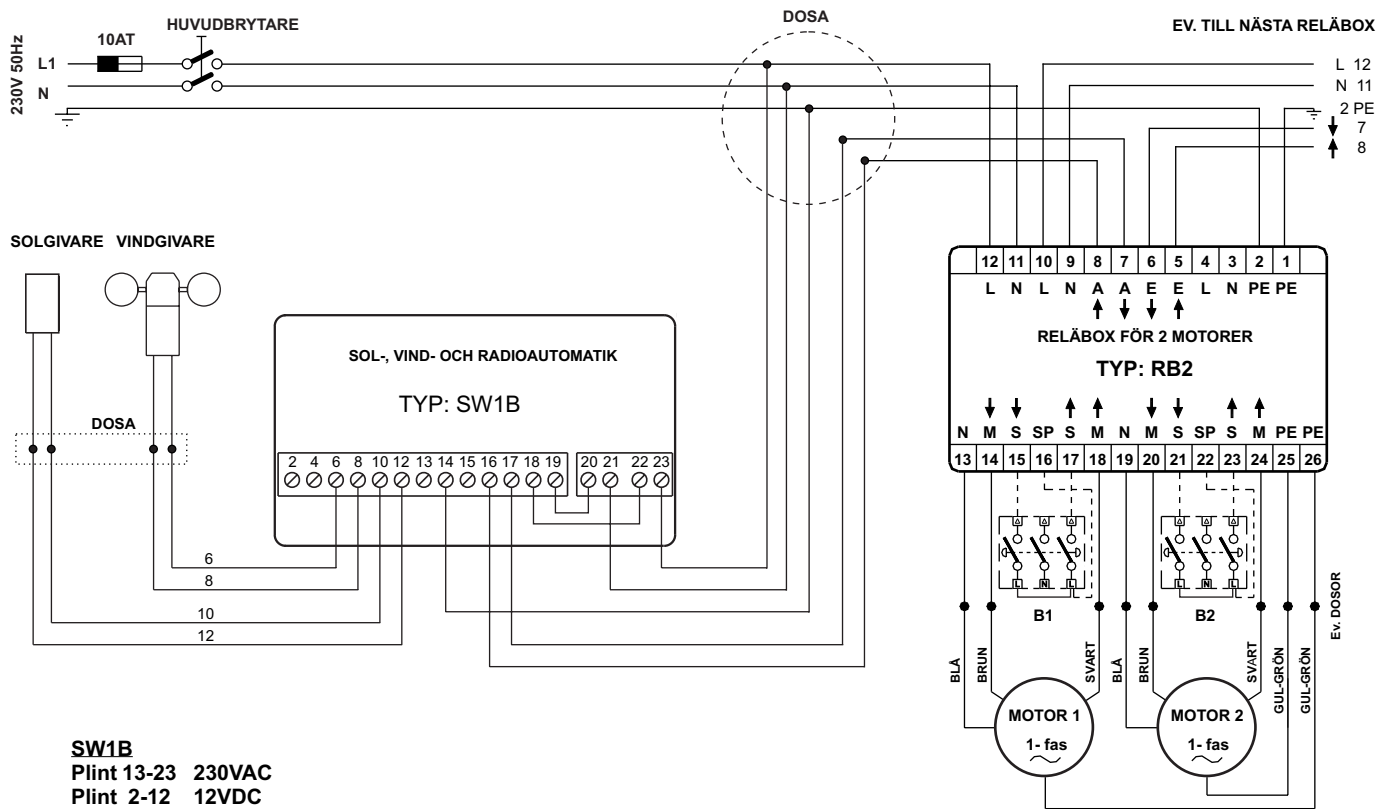 230V 50Hz
L1
N
10AT
HUVUDBRYTARE
DOSA
EV. TILL NÄSTA RELÄBOX
L 12
N 11
2 PE
7
8
SOLGIVARE VINDGIVARE
DOSA
6
8
10
12
SOL-, VIND- OCH RADIOAUTOMATIK
TYP: SW1B
2 4 6 8 10 12 13 14 15 16 17 18 19 20 21 22 23
12 11 10 9 8 7 6 5 4 3 2 1
L N L N A A E E L N PE PE
RELÄBOX FÖR 2 MOTORER
TYP: RB2
N M S SP S M N M S SP S M PE PE
13 14 15 16 17 18 19 20 21 22 23 24 25 26
L N L
L N L
B1
B2
Ev. DOSOR
BLÅ
BRUN
SVART
BLÅ
BRUN
SVART
GUL-GRÖN
GUL-GRÖN
MOTOR 1
1- fas
MOTOR 2
1- fas
SW1B
Plint 13-23 230VAC
Plint 2-12 12VDC